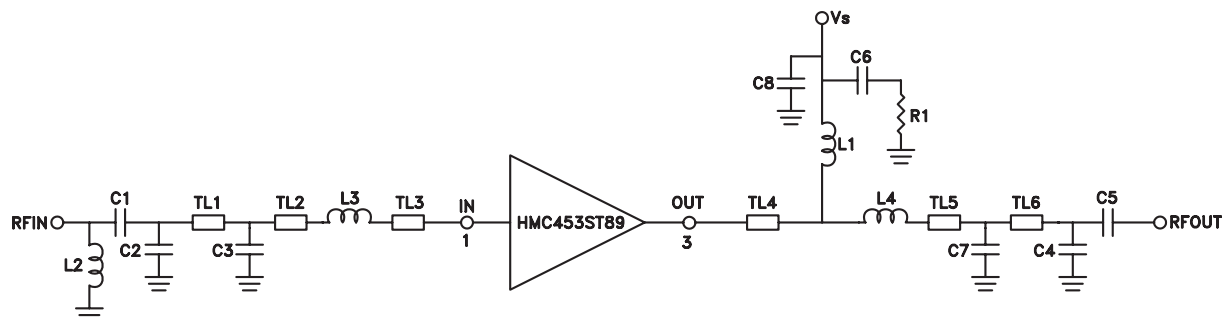 Vs
C6
C8
R1
L1
C1
TL1
TL2
L3
TL3
IN
OUT
TL4
L4
TL5
TL6
C5
RFIN
HMC453ST89
RFOUT
1
3
L2
C2
C3
C7
C4